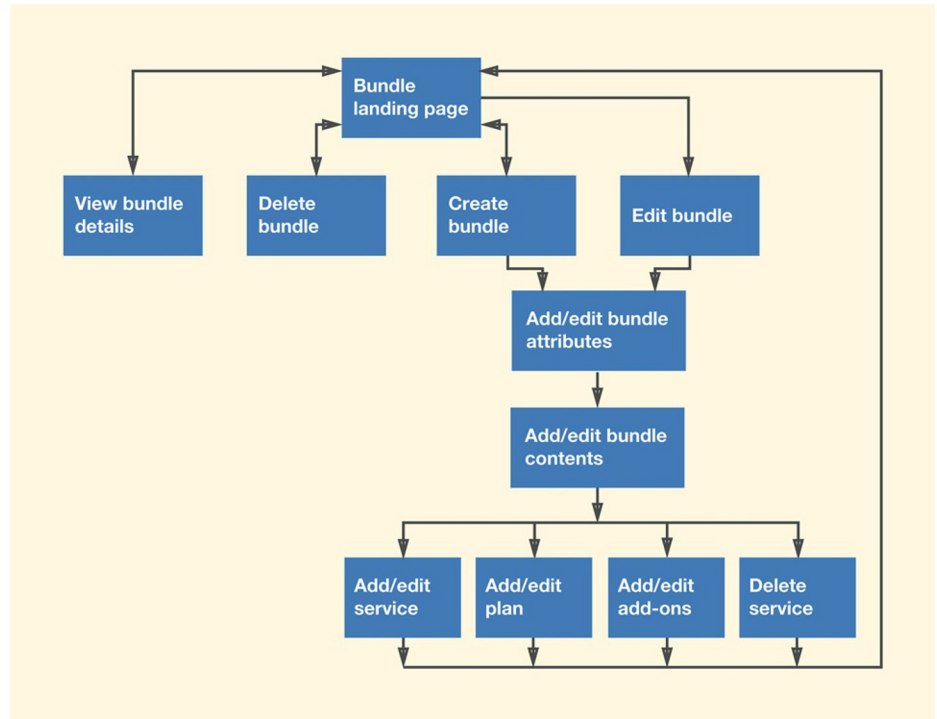 Bundle
landing page
View bundle
details
Delete
bundle
Create
bundle
Edit bundle
Add/edit bundle
attributes
Add/edit bundle
contents
Add/edit
service
Add/edit
plan
Add/edit
add-ons
Delete
service